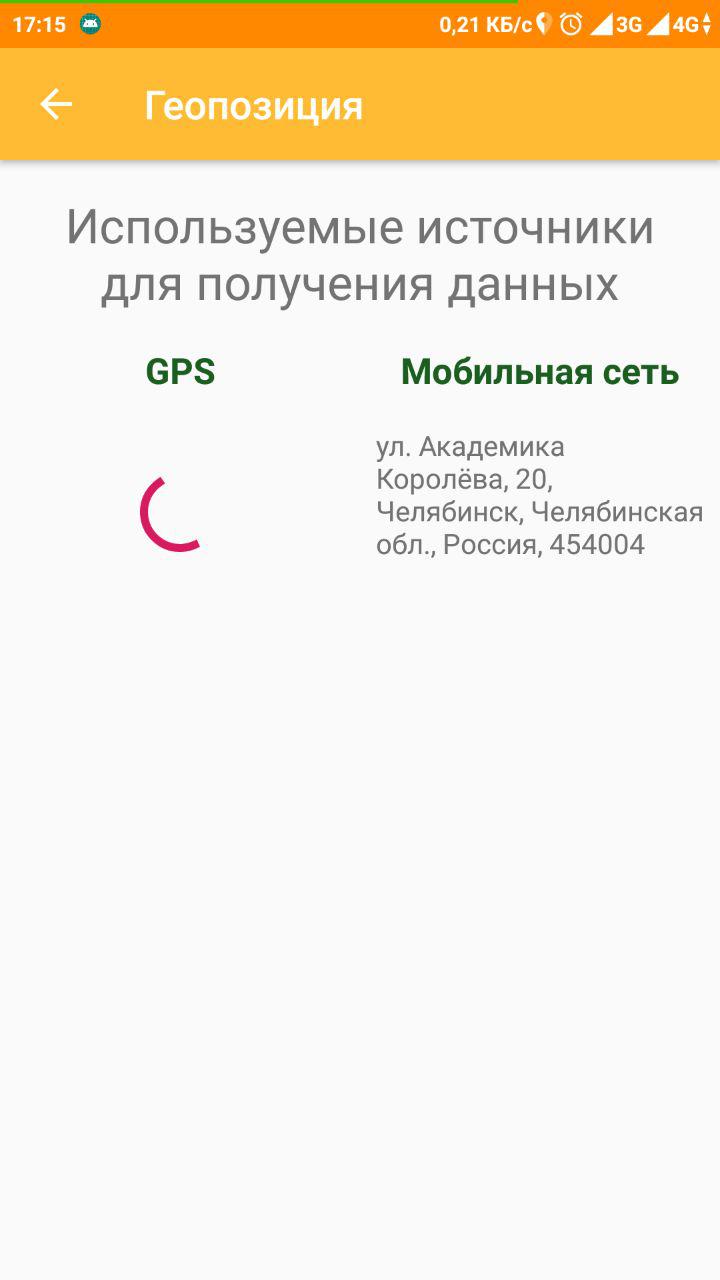 17:15 0,21 КБ/с 3G 4G
Геопозиция
Используемые источники
для получения данных
GPS
Мобильная сеть
ул. Академика
Королёва, 20,
Челябинск, Челябинская
обл., Россия, 454004